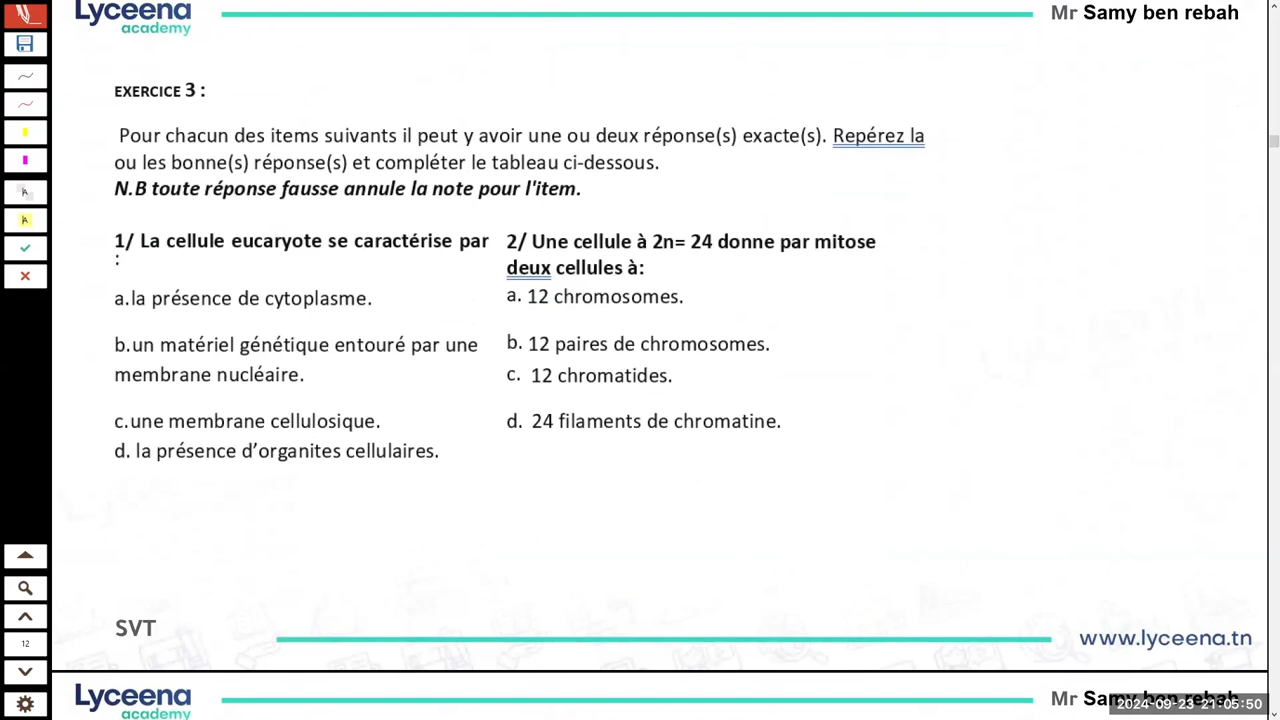 Lyceena
academy
Mr Samy ben rebah
EXERCICE 3 :
Pour chacun des items suivants il peut y avoir une ou deux réponse(s) exacte(s). Repérez la
ou les bonne(s) réponse(s) et compléter le tableau ci-dessous.
N.B toute réponse fausse annule la note pour l'item.
1/ La cellule eucaryote se caractérise par
:
a.la présence de cytoplasme.
b.un matériel génétique entouré par une
membrane nucléaire.
c.une membrane cellulosique.
d. la présence d’organites cellulaires.
2/ Une cellule à 2n= 24 donne par mitose
deux cellules à:
a. 12 chromosomes.
b. 12 paires de chromosomes.
c. 12 chromatides.
d. 24 filaments de chromatine.
SVT
www.lyceena.tn
12
Lyceena
academy
Mr Samy ben rebah
2024-09-23 21:05:50